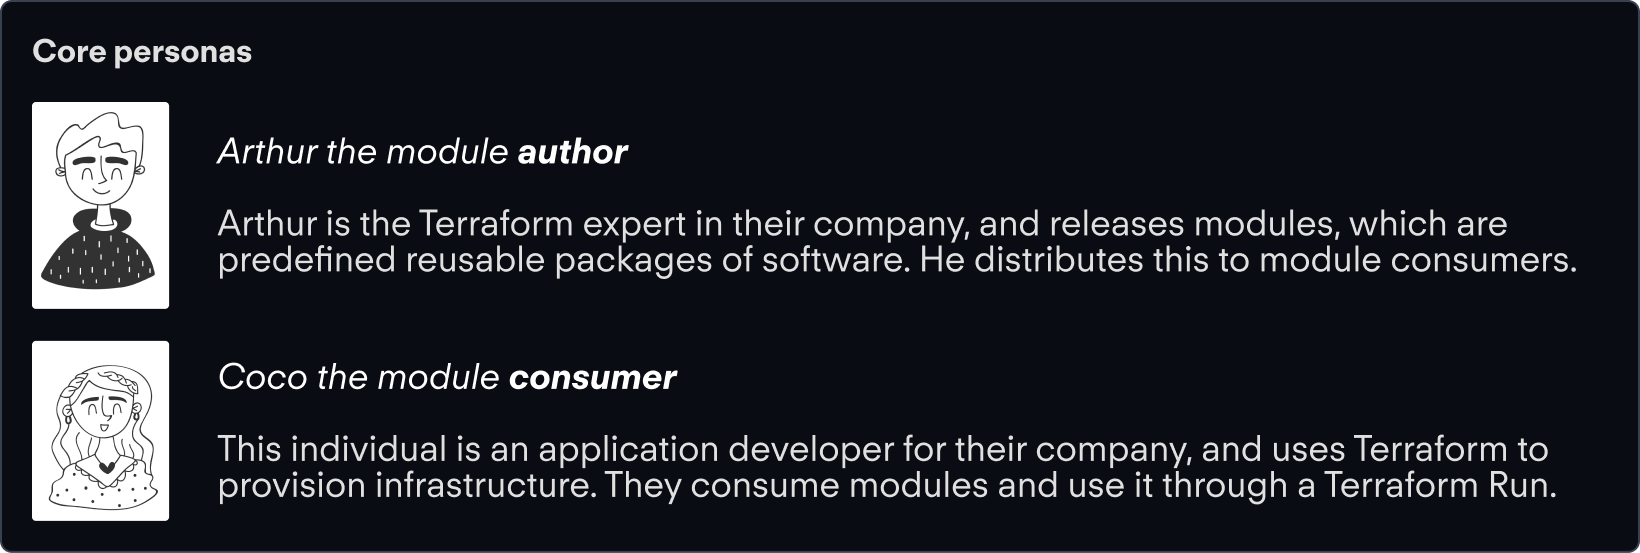 Core personas
Arthur the module author
Arthur is the Terraform expert in their company, and releases modules, which are
predefined reusable packages of software. He distributes this to module consumers.
Coco the module consumer
This individual is an application developer for their company, and uses Terraform to
provision infrastructure. They consume modules and use it through a Terraform Run.